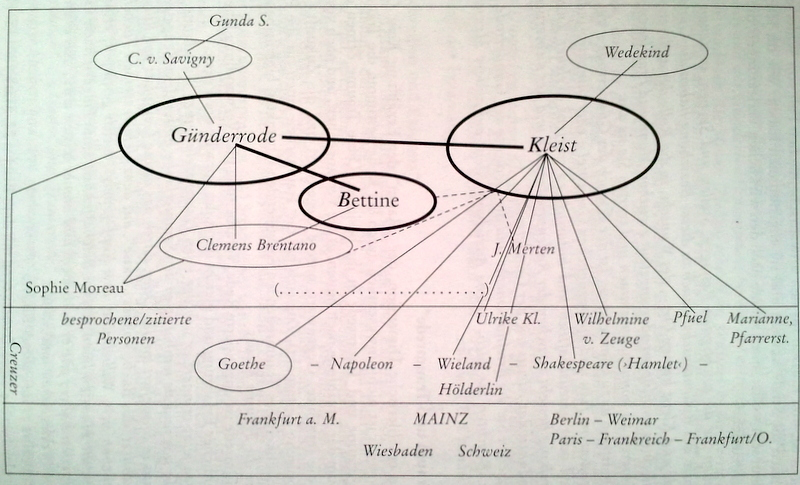 Gunda S.
C. v. Savigny
Wedekind
Günderrode
Kleist
Bettine
Clemens Brentano
J. Merten
Sophie Moreau
(. . . . . . . . . . . . . . . . . . . . . . . . . .)
besprochene/zitierte
Personen
Ulrike Kl.
Wilhelmine
v. Zeuge
Pfuel
Marianne,
Pfarrerst.
Creuzer
Goethe – Napoleon – Wieland – Shakespeare (›Hamlet‹) –
Hölderlin
Frankfurt a. M. MAINZ Berlin – Weimar
Paris – Frankreich – Frankfurt/O.
Wiesbaden Schweiz